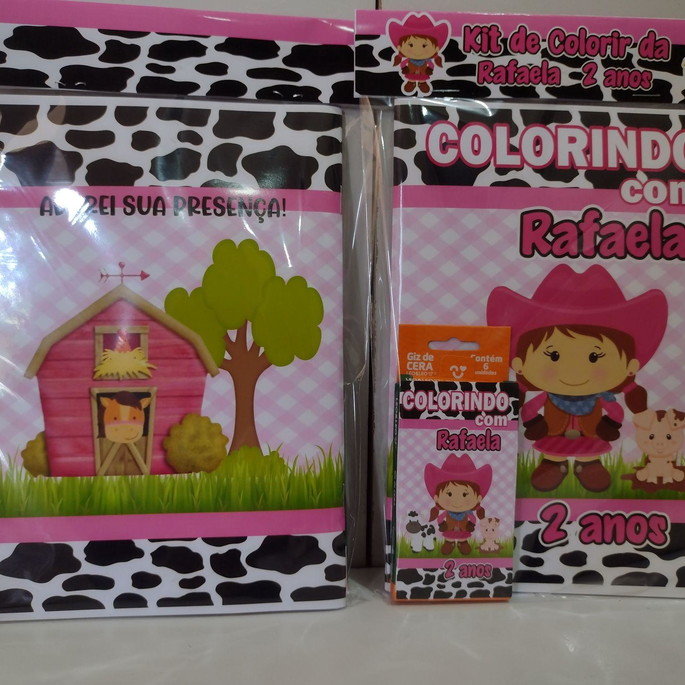 Kit de Colorir da
Rafaela 2 anos
SUA PRESENÇA!
COLORINDO
com
Rafaela
2 anos
Giz de
CERA
Contém
6
COLORINDO
com
Rafaela
2 anos